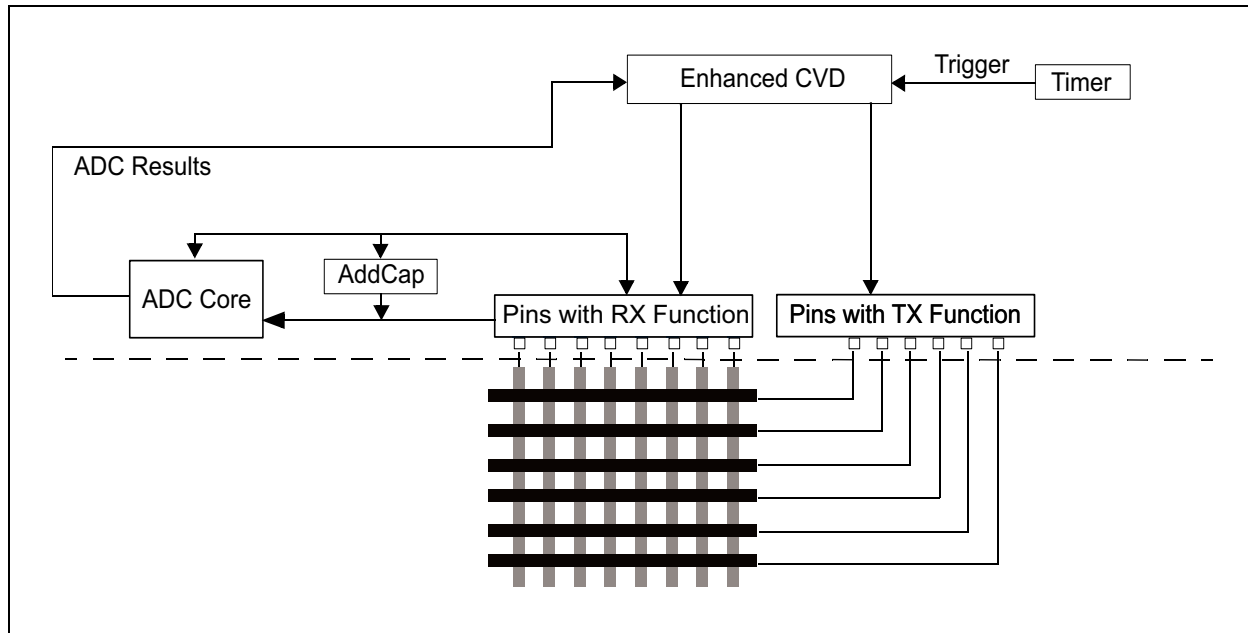 Enhanced CVD
Trigger
Timer
ADC Results
AddCap
ADC Core
Pins with RX Function
Pins with TX Function